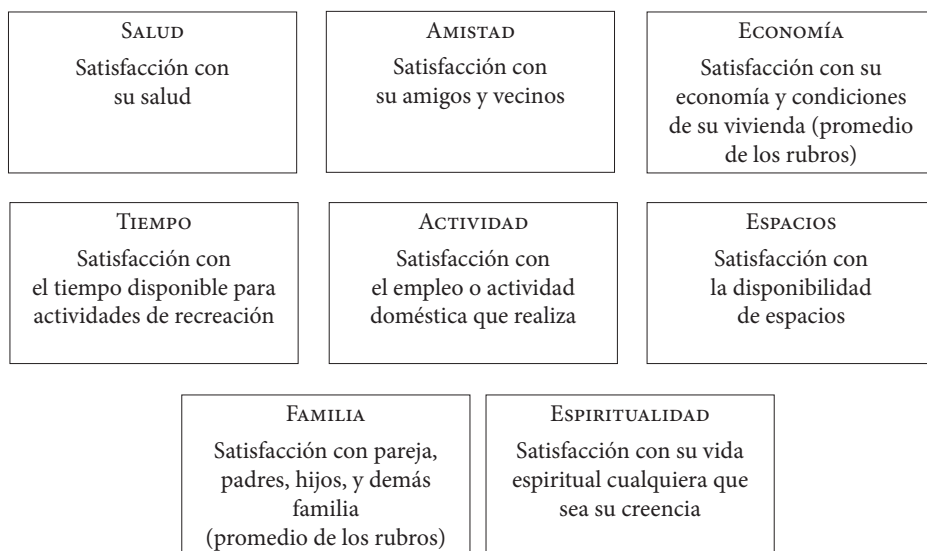 Salud
Satisfacción con
su salud
Amistad
Satisfacción con
su amigos y vecinos
Economía
Satisfacción con su
economía y condiciones
de su vivienda (promedio
de los rubros)
Tiempo
Satisfacción con
el tiempo disponible para
actividades de recreación
Actividad
Satisfacción con
el empleo o actividad
doméstica que realiza
Espacios
Satisfacción con
la disponibilidad
de espacios
Familia
Satisfacción con pareja,
padres, hijos, y demás
familia
(promedio de los rubros)
Espiritualidad
Satisfacción con su vida
espiritual cualquiera que
sea su creencia